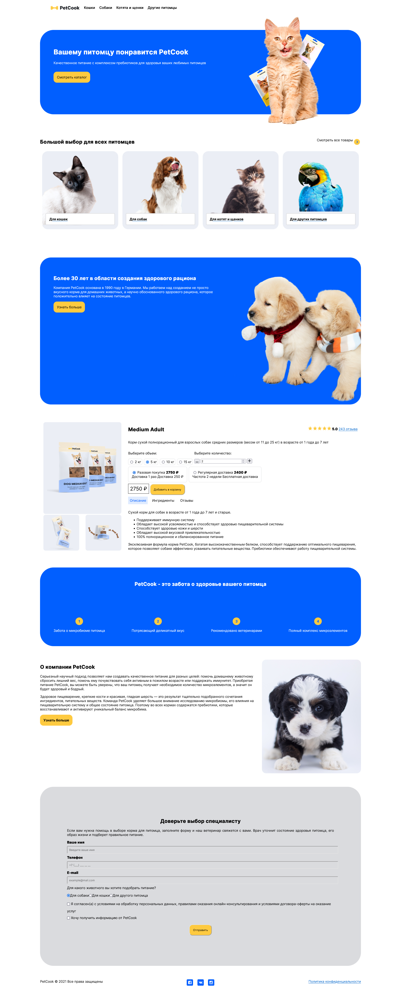 PetCook Кошки Собаки Котята и щенки Другие питомцы
Вашему питомцу понравится PetCook
Качественное питание с комплексом пребиотиков для здоровья ваших любимых питомцев
Смотреть каталог
PetCook
Большой выбор для всех питомцев
Смотреть все товары
Для кошек
Для собак
Для котят и щенков
Для других питомцев
Более 30 лет в области создания здорового рациона
Компания PetCook основана в 1990 году в Германии. Мы работаем над созданием не просто
вкусного корма для домашних животных, а научно обоснованного здорового рациона, которое
положительно влияет на состояние питомцев.
Узнать больше
Medium Adult
5.0 243 отзыва
Корм сухой полнорационный для взрослых собак средних размеров (весом от 11 до 25 кг) в возрасте от 1 года до 7 лет
Выберите объем:
Выберите количество:
2 кг 5 кг 10 кг 15 кг
2
Разовая покупка 2750 ₽
Доставка 1 раз Доставка 250 ₽
Регулярная доставка 2400 ₽
Частота 2 недели Бесплатная доставка
2750 ₽ Добавить в корзину
Описание Ингредиенты Отзывы
PetCook
DOG MEDIUM ADULT
Сухой корм для собак в возрасте от 1 года до 7 лет и старше.
• Поддерживает иммунную систему
• Обладает высокой усвояемостью и способствует здоровью пищеварительной системы
• Способствует здоровью кожи и шерсти
• Обладает высокой вкусовой привлекательностью
• 100% полнорационное и сбалансированное питание
Эксклюзивная формула корма PetCook, богатая высококачественным белком, способствует поддержанию оптимального пищеварения,
которое позволяет собаке эффективно усваивать питательные вещества. Пребиотики обеспечивают работу пищеварительной системы.
PetCook - это забота о здоровье вашего питомца
1
Забота о микробиоме питомца
2
Потрясающий деликатный вкус
3
Рекомендовано ветеринарами
4
Полный комплекс микроэлементов
О компании PetCook
Серьезный научный подход позволяет нам создавать качественное питание для разных целей: помочь домашнему животному
сбросить лишний вес, помочь ему почувствовать себя активным в пожилом возрасте или поддержать иммунитет. Приобретая
питание PetCook, вы можете быть уверены, что ваш питомец получает необходимое количество микроэлементов, а значит он
будет здоровый и бодрый.
Здоровое пищеварение, крепкие кости и красивая, гладкая шерсть — это результат тщательно подобранного сочетания
ингредиентов, питательных веществ. Команда PetCook уделяет большое внимание исследованию микробиомы, его влияния на
пищеварительную систему и общее состояние питомца. Поэтому во всех кормах содержатся пребиотики, которые
восстанавливают и активируют уникальный баланс микробима.
Узнать больше
Доверьте выбор специалисту
Если вам нужна помощь в выборе корма для питомца, заполните форму и наш ветеринар свяжется с вами. Врач уточнит состояние здоровья питомца, его
образ жизни и подберет правильное питание.
Ваше имя
Введите ваше имя
Телефон
+7 (___) ___ __ __
E-mail
example@mail.com
Для какого животного вы хотите подобрать питание?
Для собаки Для кошки Для другого питомца
Я согласен(а) с условиями на обработку персональных данных, правилами оказания онлайн-консультирования и условиями договора-оферты на оказание
услуг
Хочу получить информацию от PetCook
Отправить
PetCook © 2021 Все права защищены
Политика конфиденциальности